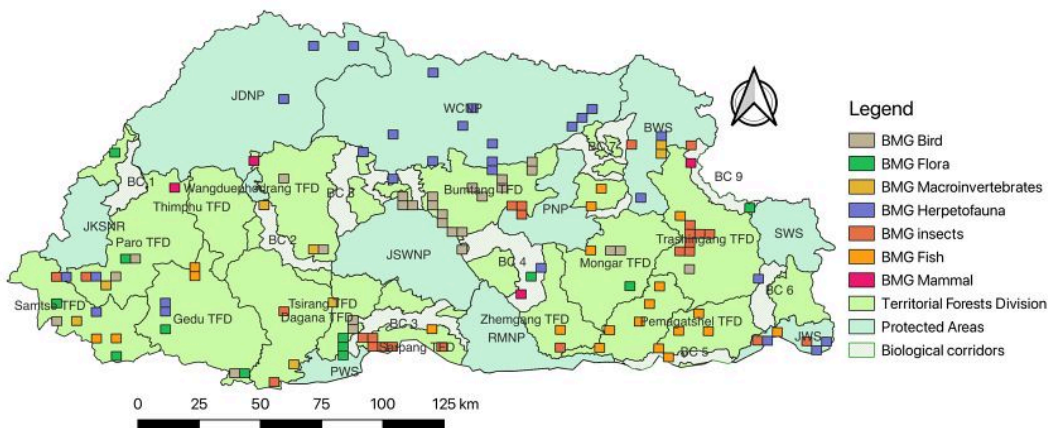 JDNP
WCNP
BWS
BC 7
BC 9
BC 1
Wangduephodrang TFD
BC 8
Bumtang TFD
Thimphu TFD
PNP
JKSNR
Paro TFD
BC 2
JSWNP
BC 4
Mongar TFD
Trashingang TFD
SWS
BC 6
Samtse TFD
Gedu TFD
Tsirang TFD
Dagana TFD
BC 3
Sarpang TFD
PWS
Zhemgang TFD
RMNP
Pemagatshel TFD
BC 5
JWS
0 25 50 75 100 125 km
Legend
BMG Bird
BMG Flora
BMG Macroinvertebrates
BMG Herpetofauna
BMG insects
BMG Fish
BMG Mammal
Territorial Forests Division
Protected Areas
Biological corridors